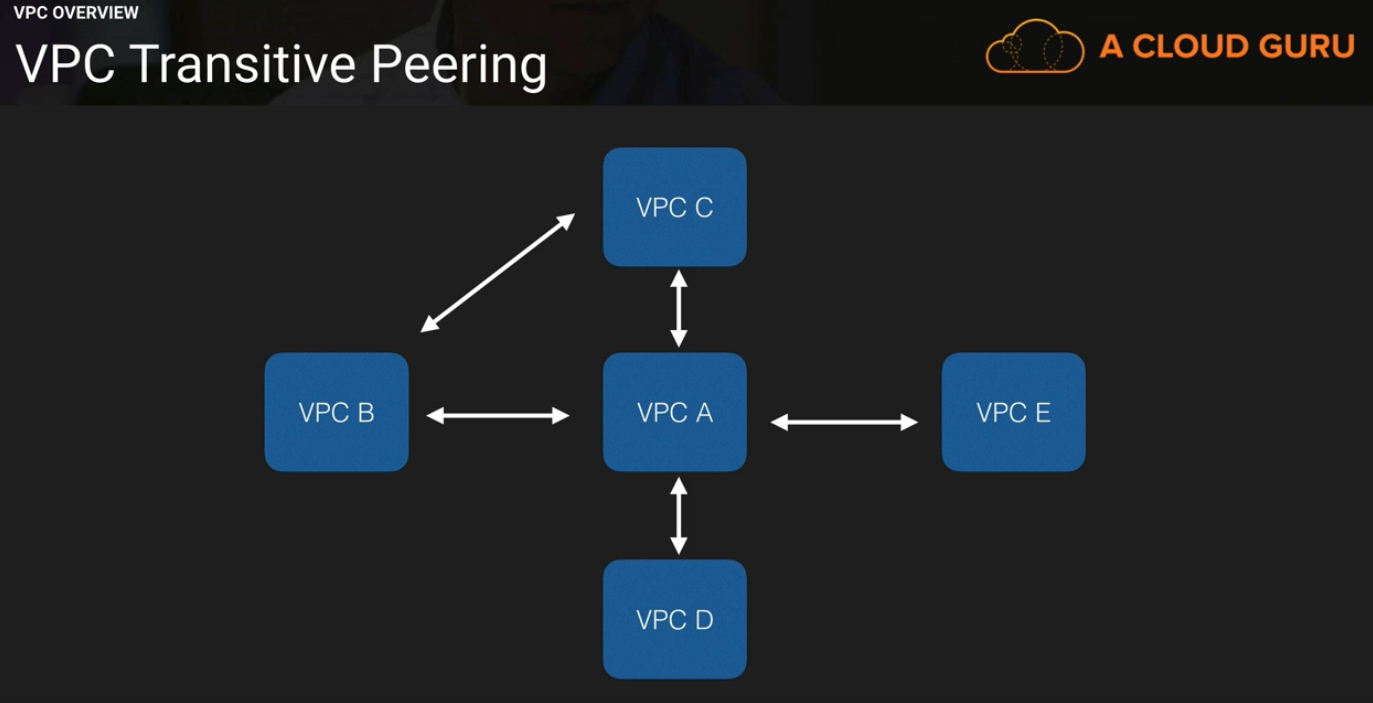 VPC OVERVIEW
VPC Transitive Peering
A CLOUD GURU
VPC C
VPC B
VPC A
VPC E
VPC D